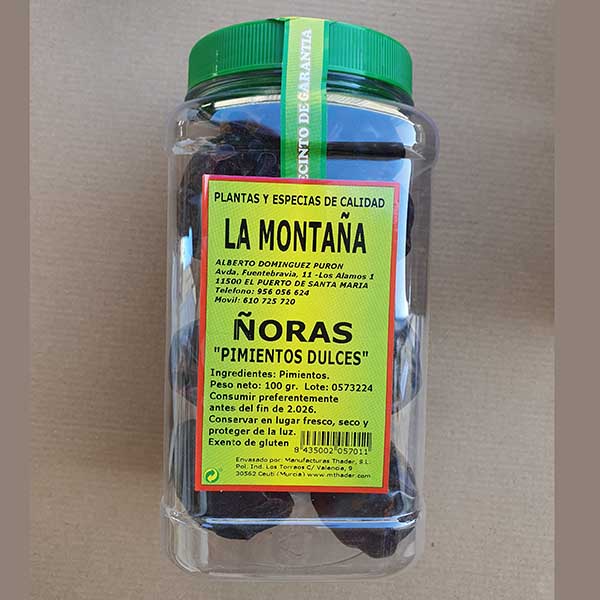 ECINTO DE GARANTIA
PLANTAS Y ESPECIAS DE CALIDAD
LA MONTAÑA
ALBERTO DOMINGUEZ PURON
Avda. Fuentebravia, 11 -Los Alamos 1
11500 EL PUERTO DE SANTA MARIA
Telefono: 956 056 624
Movil: 610 725 720
ÑORAS
"PIMIENTOS DULCES"
Ingredientes: Pimientos.
Peso neto: 100 gr. Lote: 0573224
Consumir preferentemente
antes del fin de 2.026.
Conservar en lugar fresco, seco y
proteger de la luz.
Exento de gluten
8 435002 057011
Envasado por: Manufacturas Thader, S.L.
Pol. Ind. Los Torraos C/ Valencia, 9
30562 Ceuti (Murcia) www.mthader.com